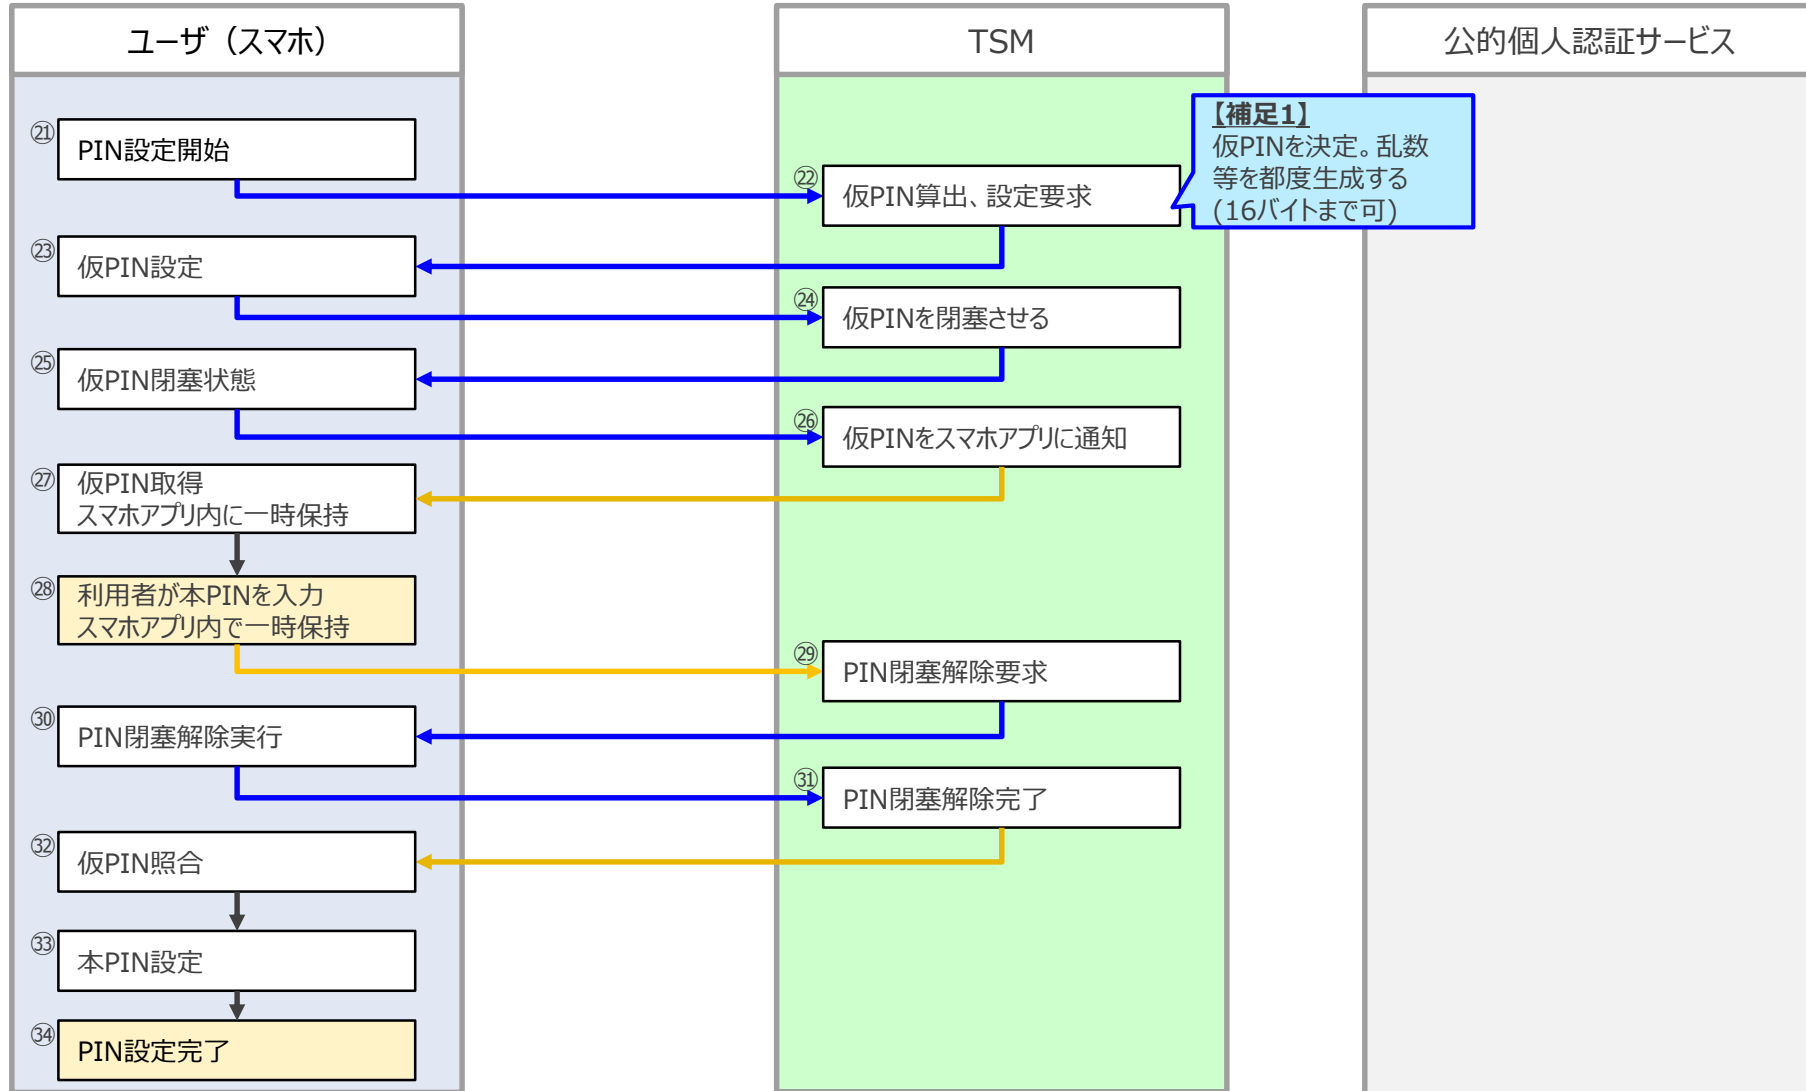 ユーザ（スマホ）
TSM
公的個人認証サービス
㉑
PIN設定開始
【補足1】
仮PINを決定。乱数
等を都度生成する
(16バイトまで可)
㉒
仮PIN算出、設定要求
㉓
仮PIN設定
㉔
仮PINを閉塞させる
㉕
仮PIN閉塞状態
㉖
仮PINをスマホアプリに通知
㉗
仮PIN取得
スマホアプリ内に一時保持
㉘
利用者が本PINを入力
スマホアプリ内で一時保持
㉙
PIN閉塞解除要求
㉚
PIN閉塞解除実行
㉛
PIN閉塞解除完了
㉜
仮PIN照合
㉝
本PIN設定
㉞
PIN設定完了